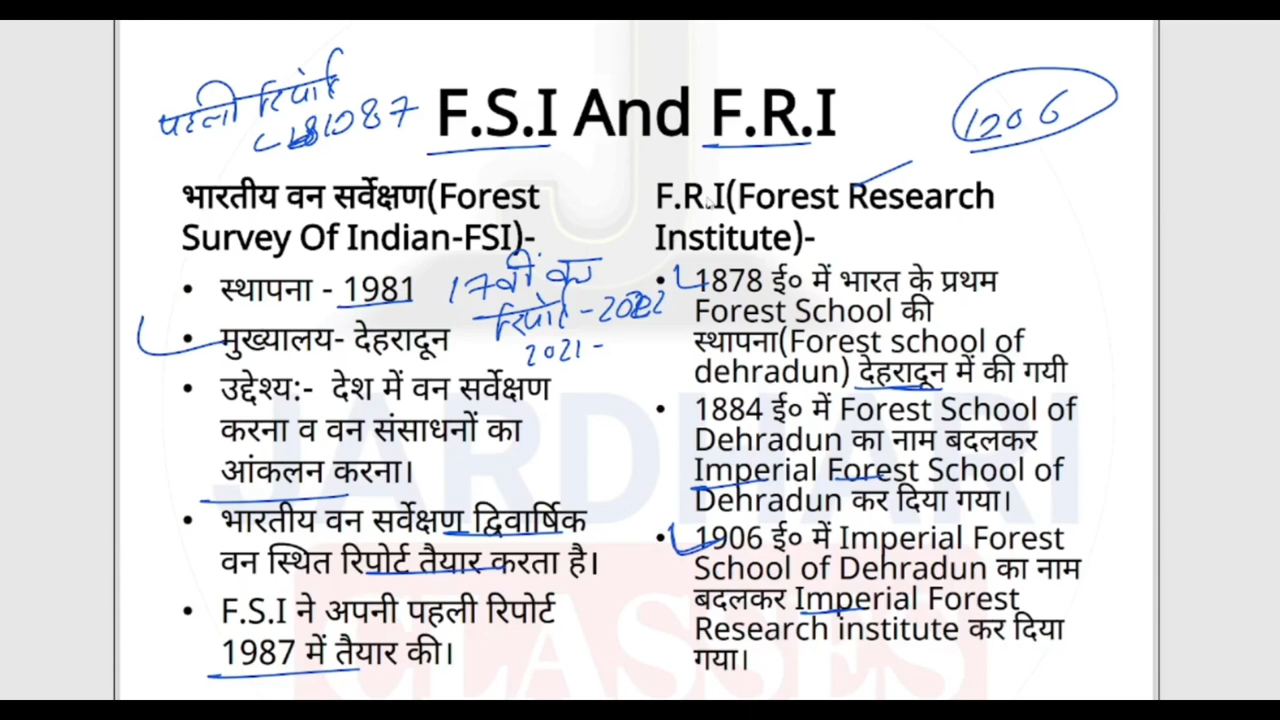 पहली रिपोर्ट
1987
F.S.I And F.R.I
1206
भारतीय वन सर्वेक्षण(Forest
Survey Of Indian-FSI)-
• स्थापना - 1981
17वीं का
रिपोर्ट - 2022
2021 -
• मुख्यालय- देहरादून
• उद्देश्य:- देश में वन सर्वेक्षण
करना व वन संसाधनों का
आंकलन करना।
• भारतीय वन सर्वेक्षण द्विवार्षिक
वन स्थित रिपोर्ट तैयार करता है।
• F.S.I ने अपनी पहली रिपोर्ट
1987 में तैयार की।
F.R.I(Forest Research
Institute)-
• 1878 ई० में भारत के प्रथम
Forest School की
स्थापना(Forest school of
dehradun) देहरादून में की गयी
• 1884 ई० में Forest School of
Dehradun का नाम बदलकर
Imperial Forest School of
Dehradun कर दिया गया।
• 1906 ई० में Imperial Forest
School of Dehradun का नाम
बदलकर Imperial Forest
Research institute कर दिया
गया।
JARDHARI
CLASSES